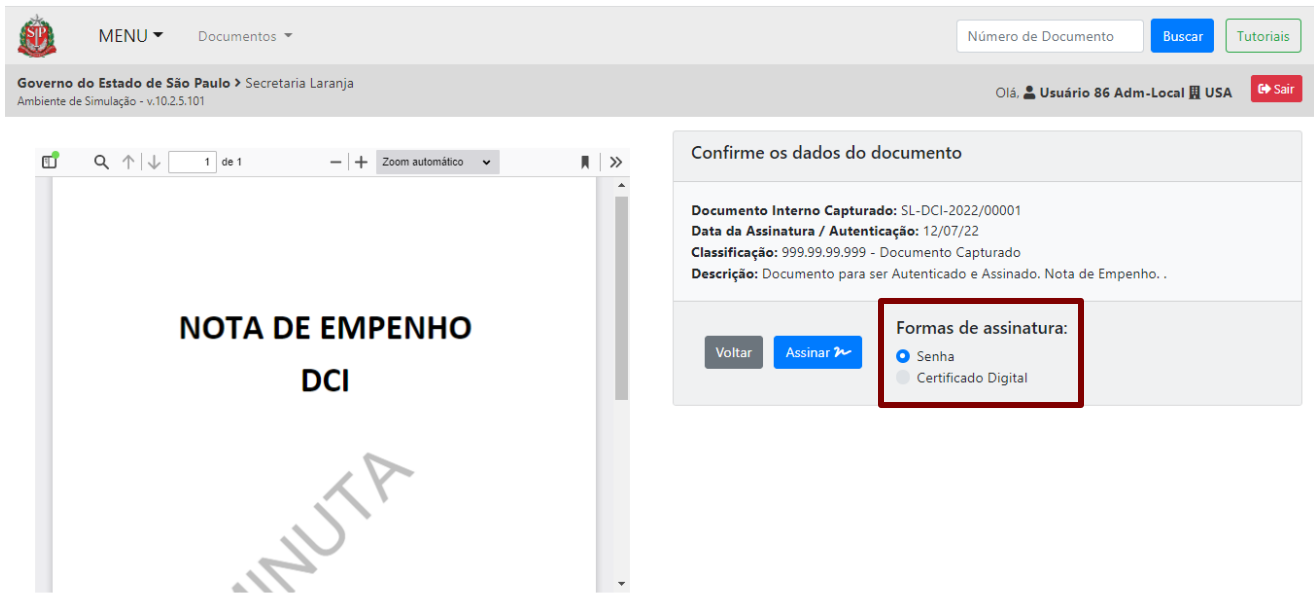 SP
MENU Documentos Número de Documento Buscar Tutoriais
Governo do Estado de São Paulo > Secretaria Laranja
Ambiente de Simulação - v.10.2.5.101
Olá, Usuário 86 Adm-Local USA Sair
1 de 1 Zoom automático
NOTA DE EMPENHO
DCI
MINUTA
Confirme os dados do documento
Documento Interno Capturado: SL-DCI-2022/00001
Data da Assinatura / Autenticação: 12/07/22
Classificação: 999.99.99.999 - Documento Capturado
Descrição: Documento para ser Autenticado e Assinado. Nota de Empenho. .
Voltar Assinar
Formas de assinatura:
Senha
Certificado Digital